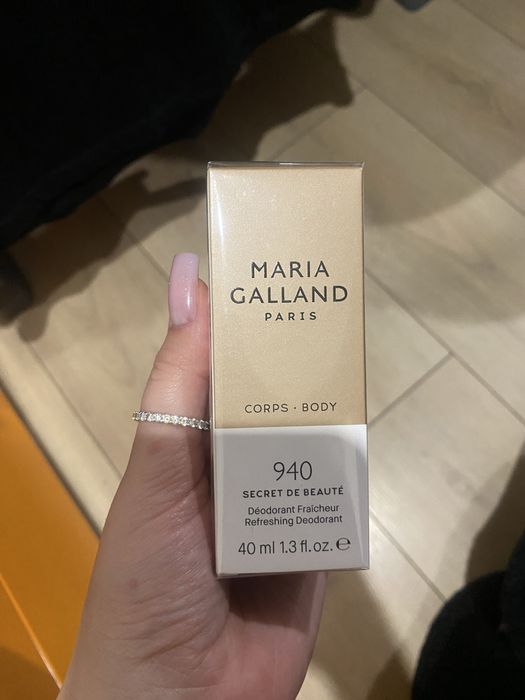 MARIA
GALLAND
PARIS
CORPS · BODY
940
SECRET DE BEAUTÉ
Déodorant Fraîcheur
Refreshing Deodorant
40 ml 1.3 fl.oz. ℮